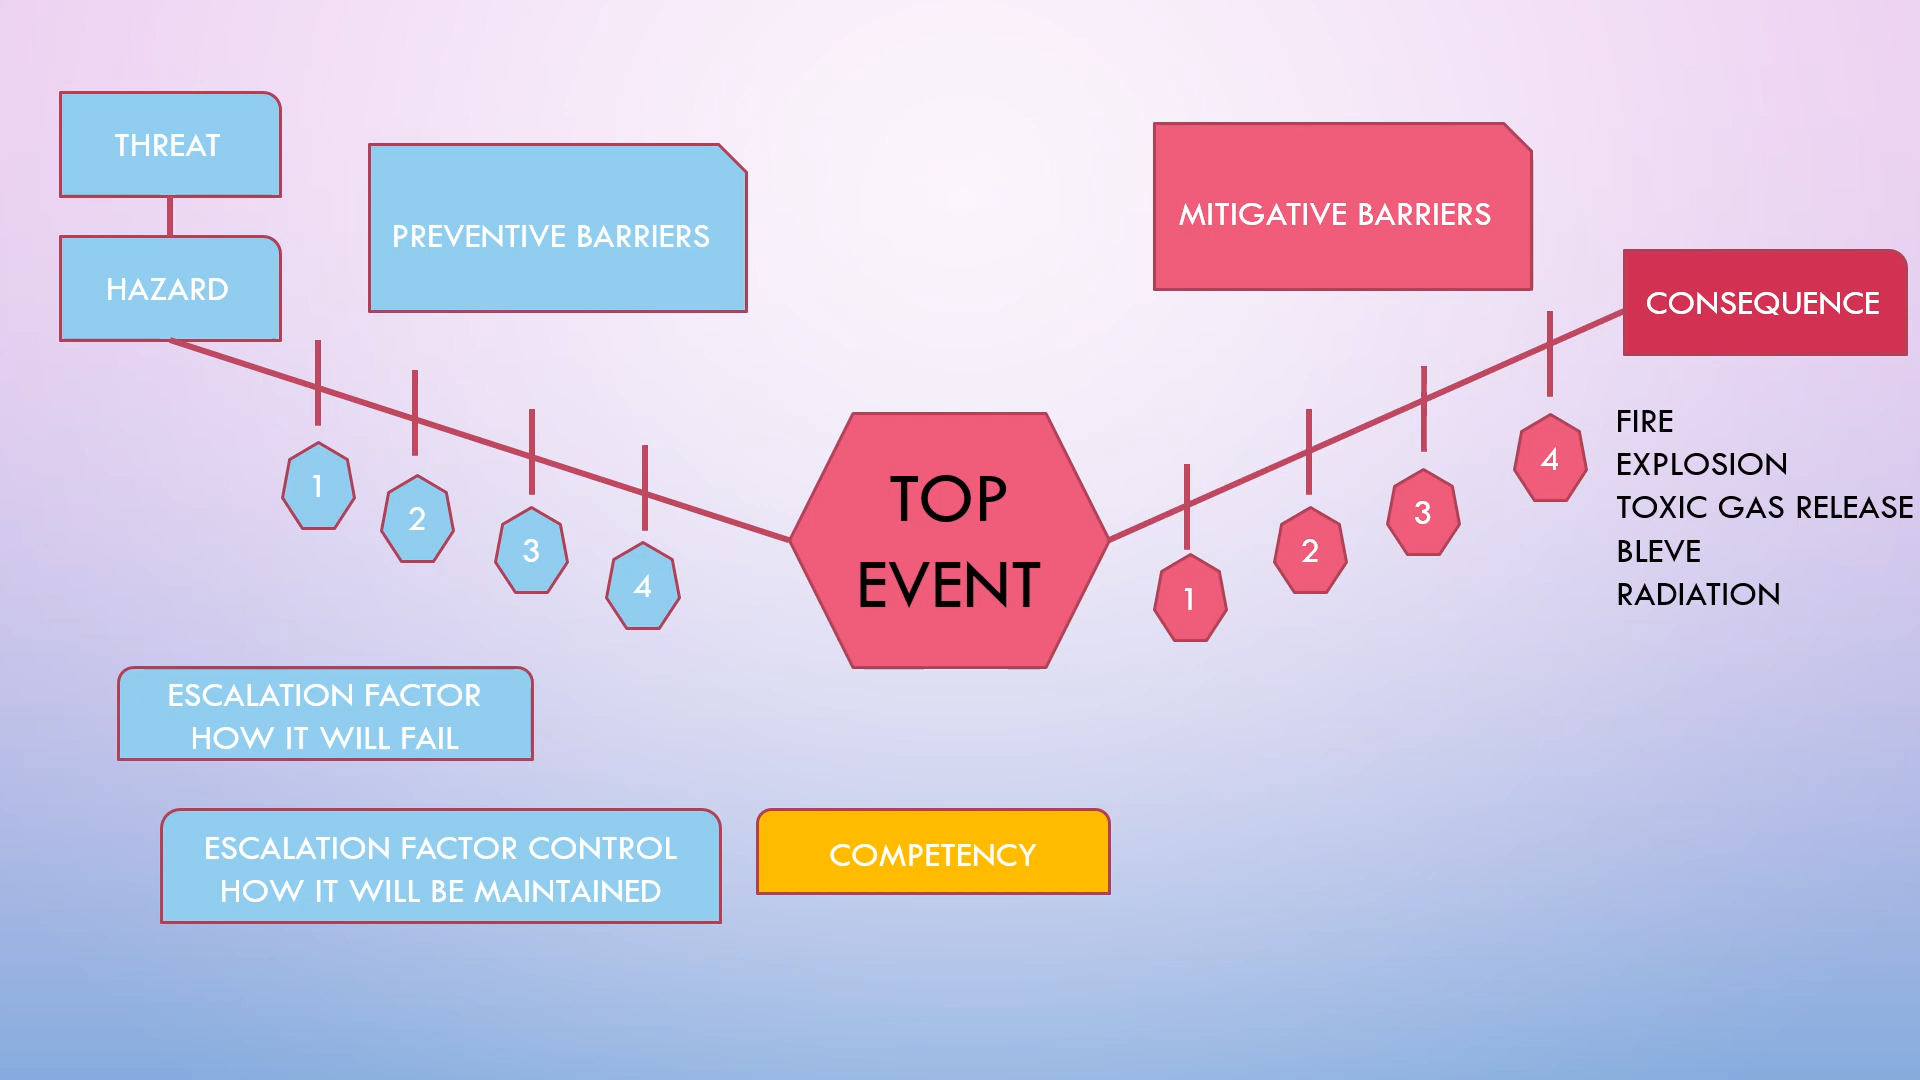 THREAT
HAZARD
PREVENTIVE BARRIERS
MITIGATIVE BARRIERS
CONSEQUENCE
1
2
3
4
TOP
EVENT
1
2
3
4
FIRE
EXPLOSION
TOXIC GAS RELEASE
BLEVE
RADIATION
ESCALATION FACTOR
HOW IT WILL FAIL
ESCALATION FACTOR CONTROL
HOW IT WILL BE MAINTAINED
COMPETENCY